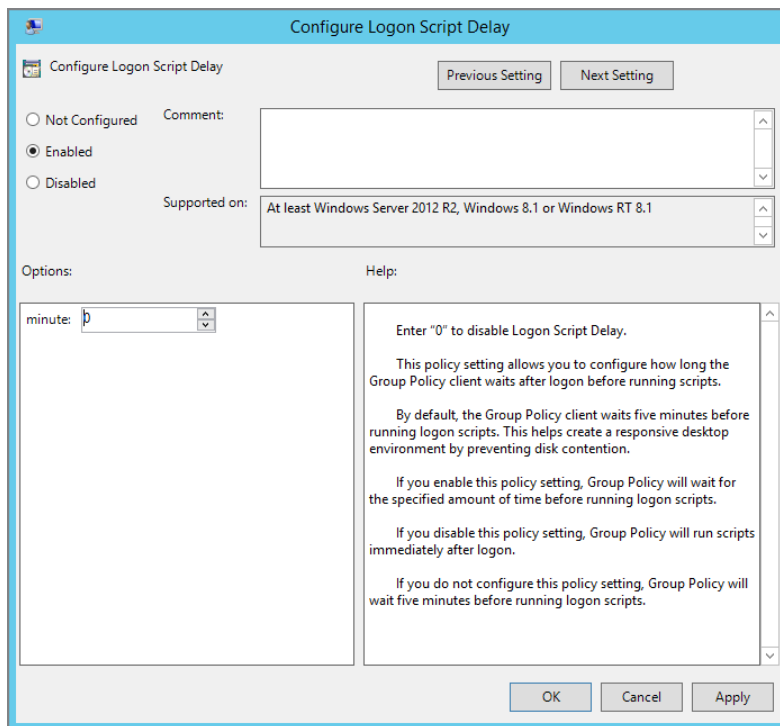 Configure Logon Script Delay
Configure Logon Script Delay
Previous Setting
Next Setting
Not Configured
Comment:
Enabled
Disabled
Supported on:
At least Windows Server 2012 R2, Windows 8.1 or Windows RT 8.1
Options:
Help:
minute: 0
Enter "0" to disable Logon Script Delay.
This policy setting allows you to configure how long the
Group Policy client waits after logon before running scripts.
By default, the Group Policy client waits five minutes before
running logon scripts. This helps create a responsive desktop
environment by preventing disk contention.
If you enable this policy setting, Group Policy will wait for
the specified amount of time before running logon scripts.
If you disable this policy setting, Group Policy will run scripts
immediately after logon.
If you do not configure this policy setting, Group Policy will
wait five minutes before running logon scripts.
OK
Cancel
Apply